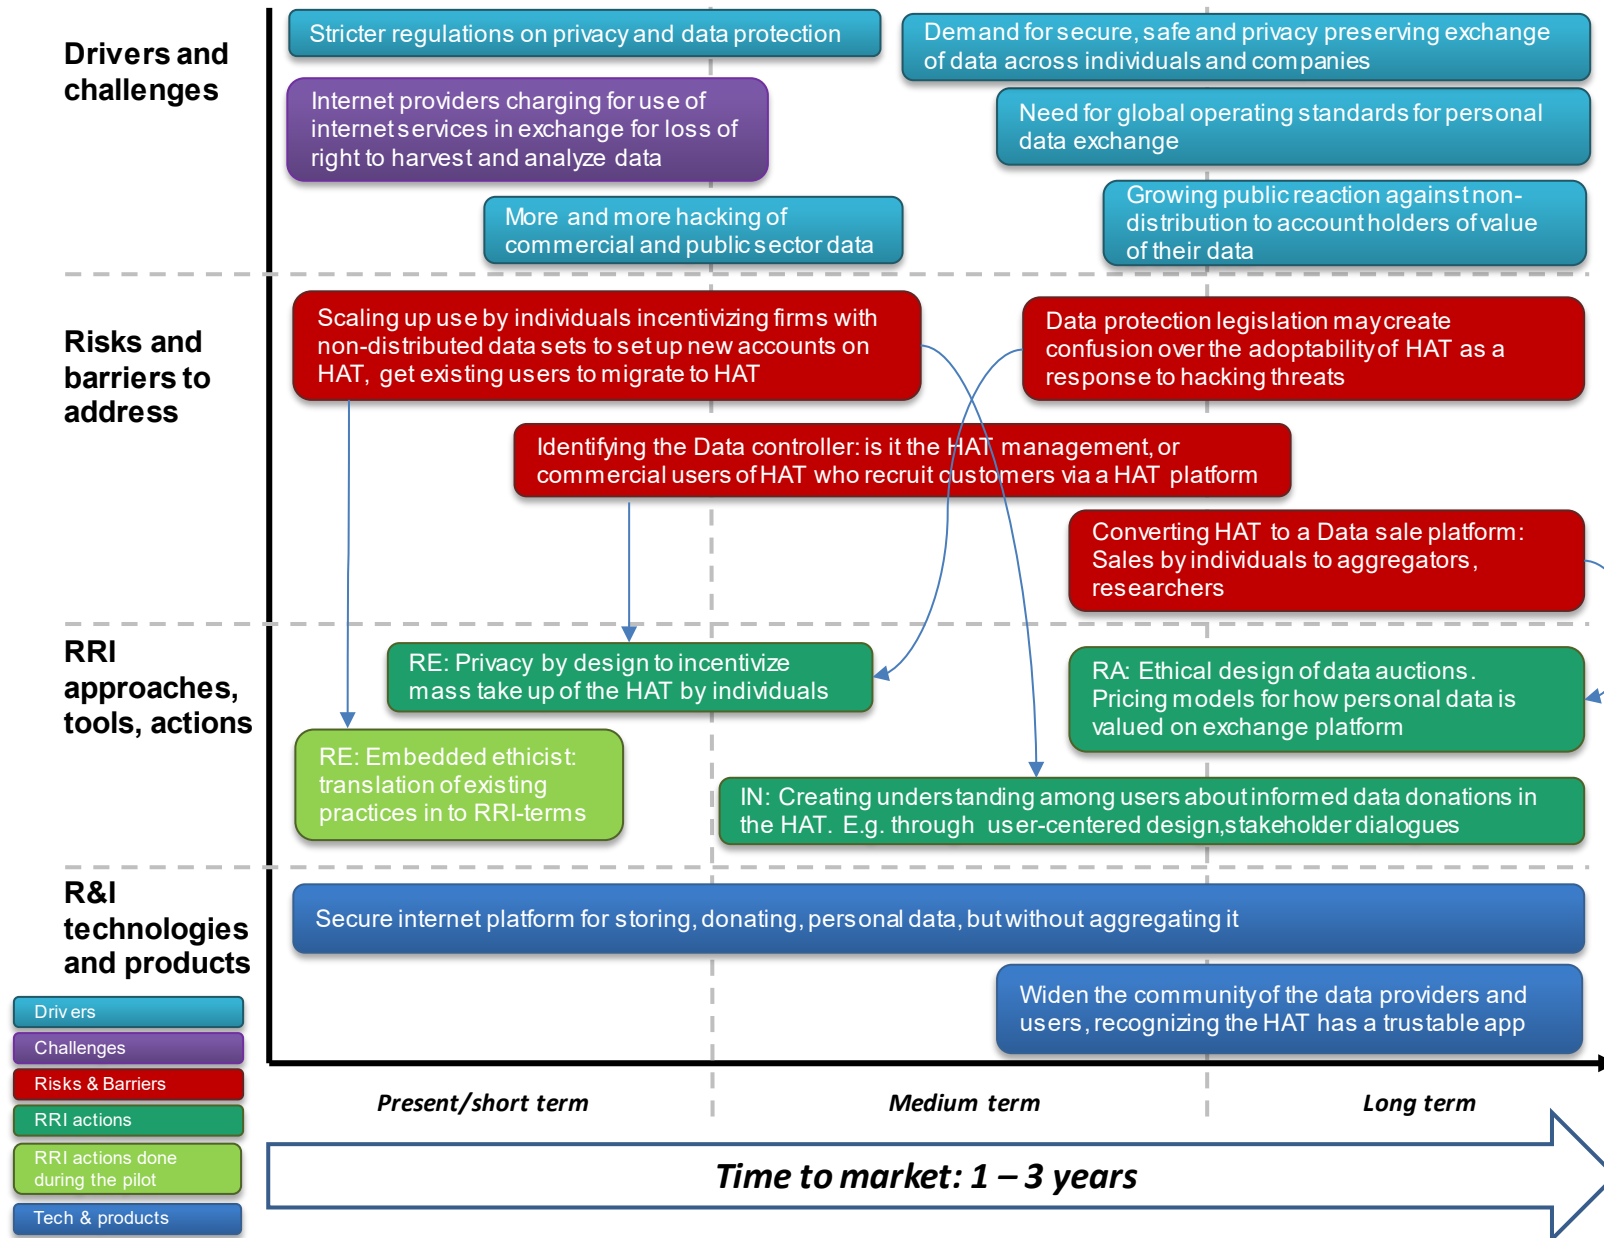 Drivers and
challenges
Stricter regulations on privacy and data protection
Demand for secure, safe and privacy preserving exchange
of data across individuals and companies
Internet providers charging for use of
internet services in exchange for loss of
right to harvest and analyze data
Need for global operating standards for personal
data exchange
More and more hacking of
commercial and public sector data
Growing public reaction against non-
distribution to account holders of value
of their data
Risks and
barriers to
address
Scaling up use by individuals incentivizing firms with
non-distributed data sets to set up new accounts on
HAT, get existing users to migrate to HAT
Data protection legislation may create
confusion over the adoptability of HAT as a
response to hacking threats
Identifying the Data controller: is it the HAT management, or
commercial users of HAT who recruit customers via a HAT platform
Converting HAT to a Data sale platform:
Sales by individuals to aggregators,
researchers
RRI
approaches,
tools, actions
RE: Privacy by design to incentivize
mass take up of the HAT by individuals
RA: Ethical design of data auctions.
Pricing models for how personal data is
valued on exchange platform
RE: Embedded ethicist:
translation of existing
practices in to RRI-terms
IN: Creating understanding among users about informed data donations in
the HAT. E.g. through user-centered design, stakeholder dialogues
R&I
technologies
and products
Secure internet platform for storing, donating, personal data, but without aggregating it
Widen the community of the data providers and
users, recognizing the HAT has a trustable app
Drivers
Challenges
Risks & Barriers
RRI actions
RRI actions done
during the pilot
Tech & products
Present/short term
Medium term
Long term
Time to market: 1 – 3 years